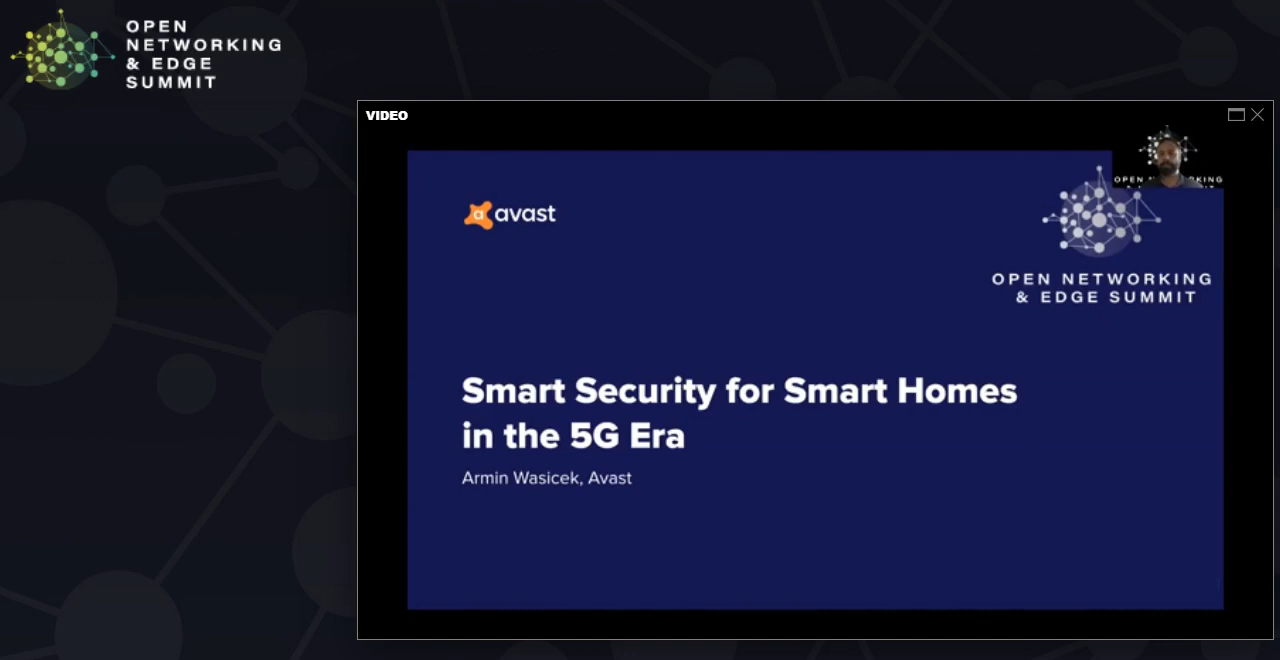 OPEN
NETWORKING
& EDGE
SUMMIT
VIDEO
avast
OPEN NETWORKING
& EDGE SUMMIT
Smart Security for Smart Homes
in the 5G Era
Armin Wasicek, Avast